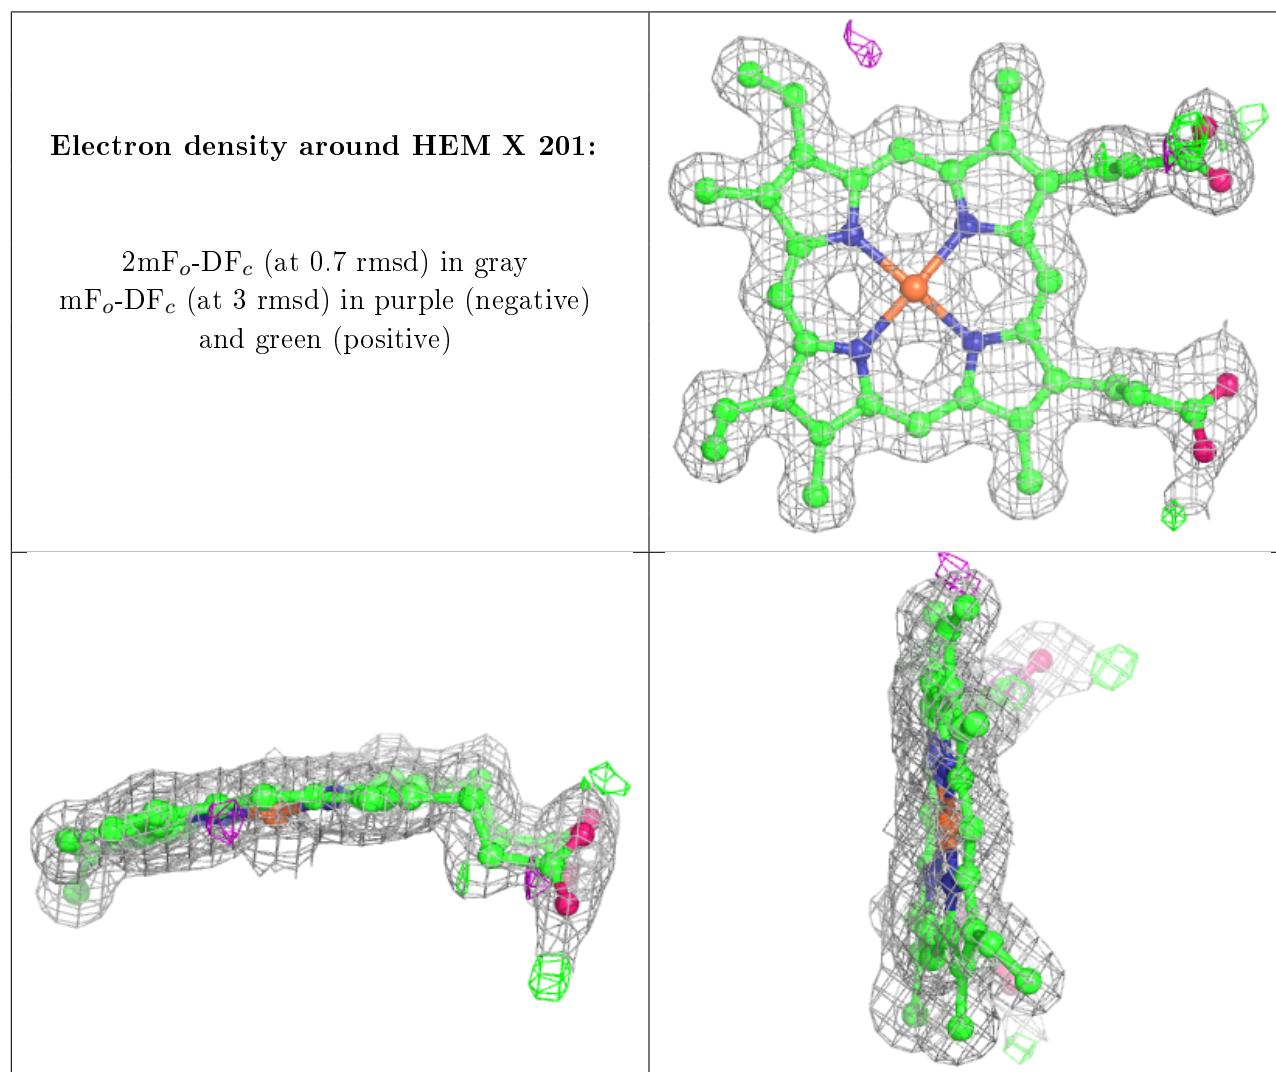 Electron density around HEM X 201:
2mFₒ-DF𝒸 (at 0.7 rmsd) in gray
mFₒ-DF𝒸 (at 3 rmsd) in purple (negative)
and green (positive)